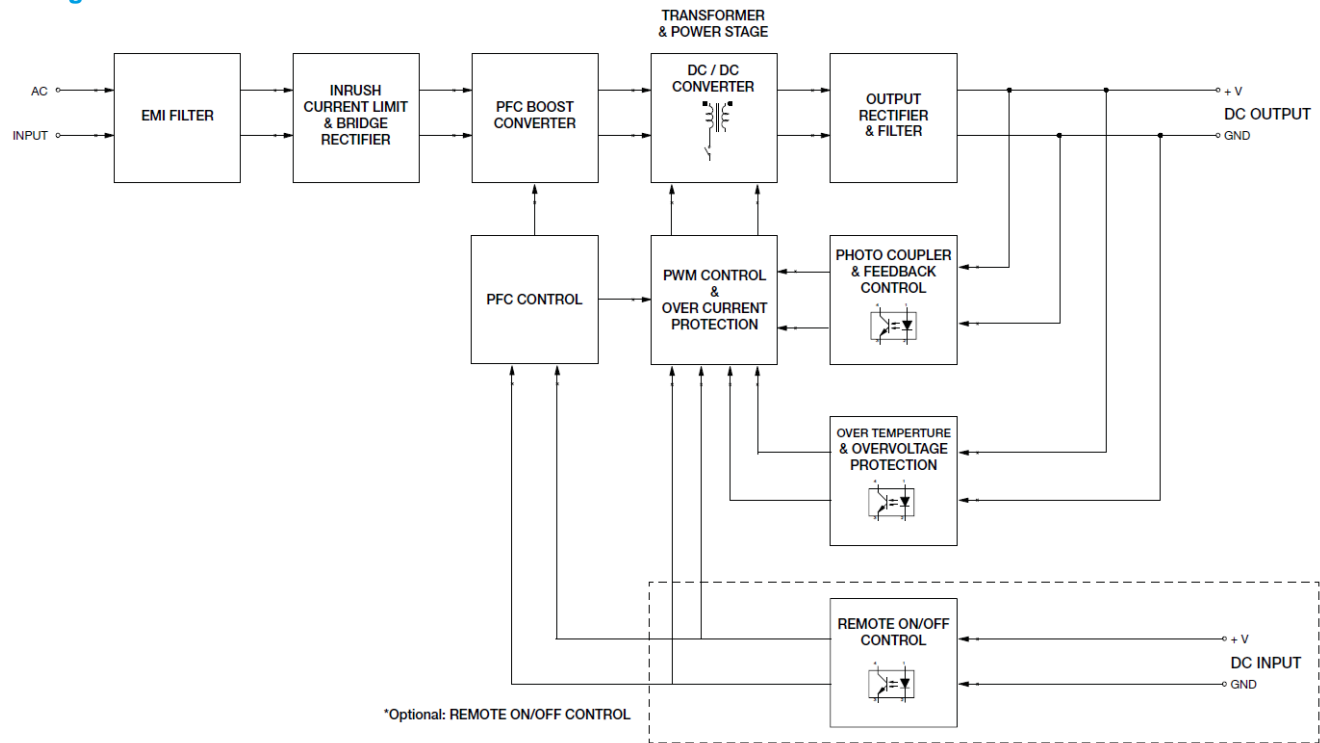 TRANSFORMER
& POWER STAGE
AC
INPUT
EMI FILTER
INRUSH
CURRENT LIMIT
& BRIDGE
RECTIFIER
PFC BOOST
CONVERTER
DC / DC
CONVERTER
OUTPUT
RECTIFIER
& FILTER
+ V
DC OUTPUT
GND
PFC CONTROL
PWM CONTROL
&
OVER CURRENT
PROTECTION
PHOTO COUPLER
& FEEDBACK
CONTROL
OVER TEMPERTURE
& OVERVOLTAGE
PROTECTION
REMOTE ON/OFF
CONTROL
+ V
DC INPUT
GND
*Optional: REMOTE ON/OFF CONTROL